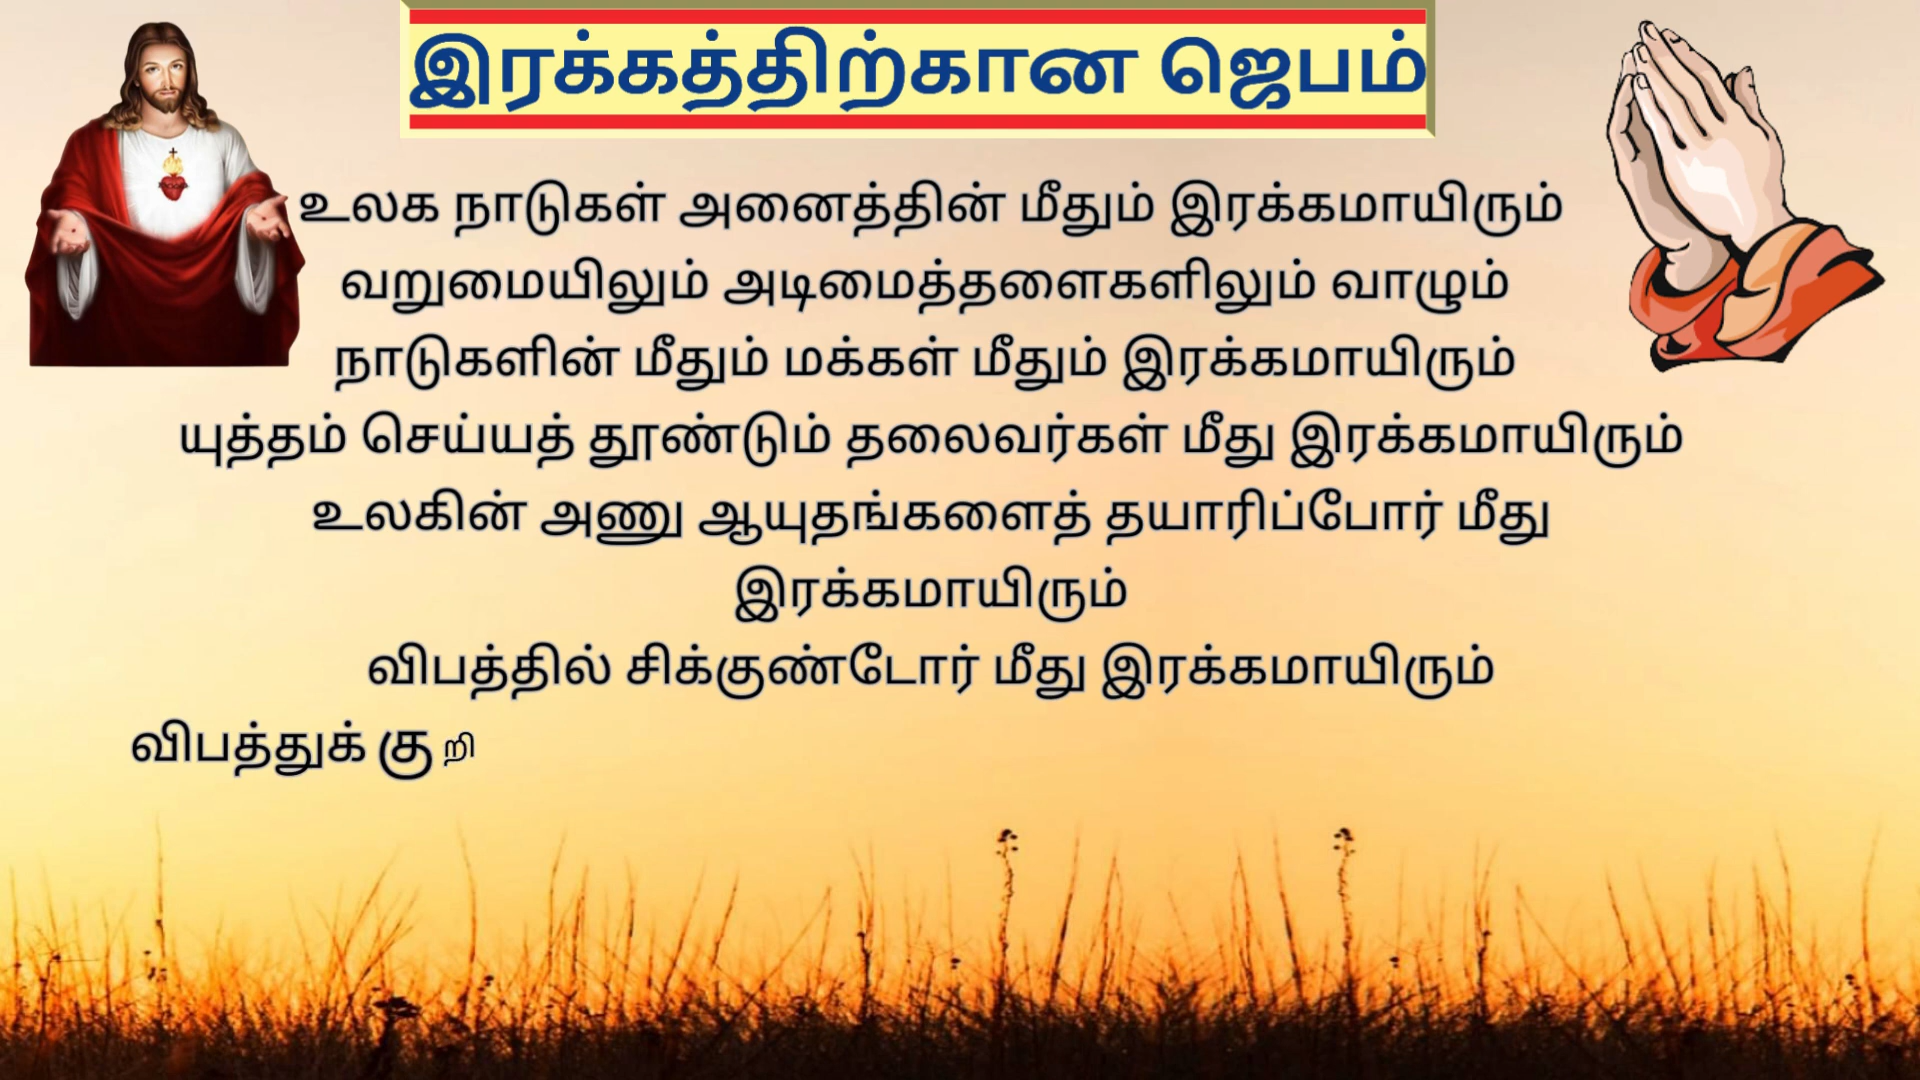 இரக்கத்திற்கான ஜெபம்
உலக நாடுகள் அனைத்தின் மீதும் இரக்கமாயிரும்
வறுமையிலும் அடிமைத்தளைகளிலும் வாழும்
நாடுகளின் மீதும் மக்கள் மீதும் இரக்கமாயிரும்
யுத்தம் செய்யத் தூண்டும் தலைவர்கள் மீது இரக்கமாயிரும்
உலகின் அணு ஆயுதங்களைத் தயாரிப்போர் மீது
இரக்கமாயிரும்
விபத்தில் சிக்குண்டோர் மீது இரக்கமாயிரும்
விபத்துக் குறி